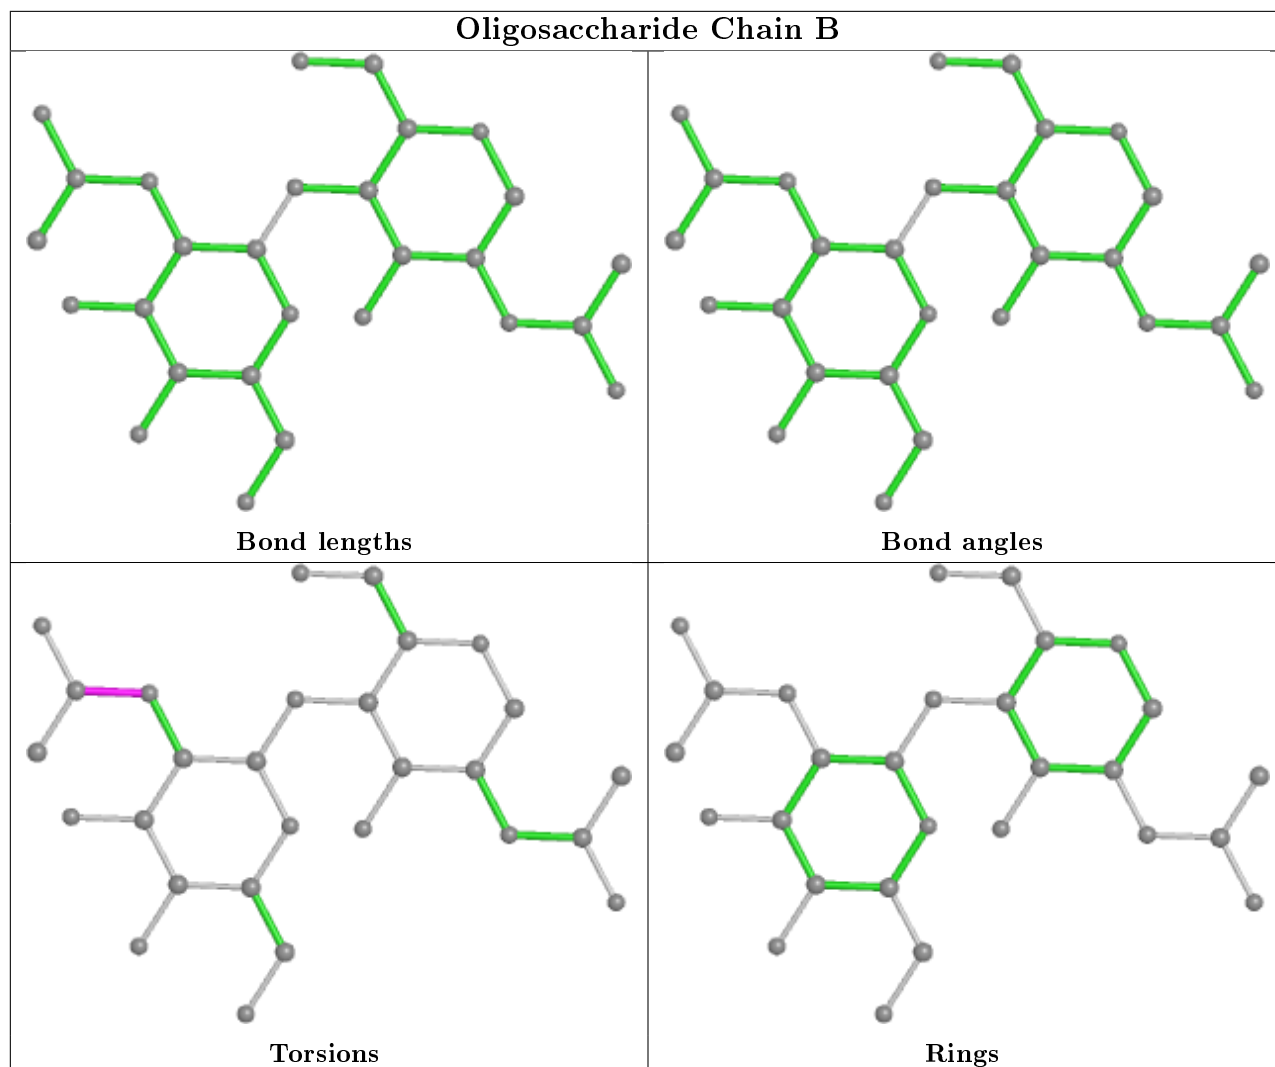 Oligosaccharide Chain B
Bond lengths
Bond angles
Torsions
Rings